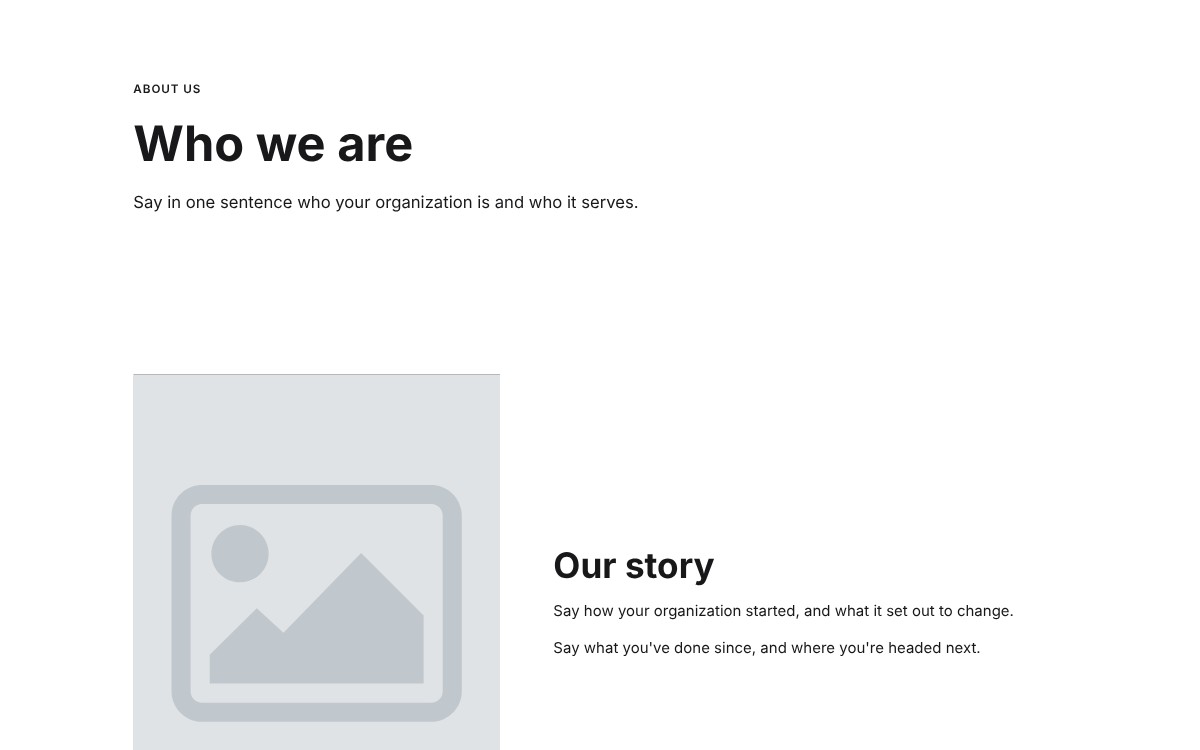 ABOUT US
Who we are
Say in one sentence who your organization is and who it serves.
Our story
Say how your organization started, and what it set out to change.
Say what you've done since, and where you're headed next.